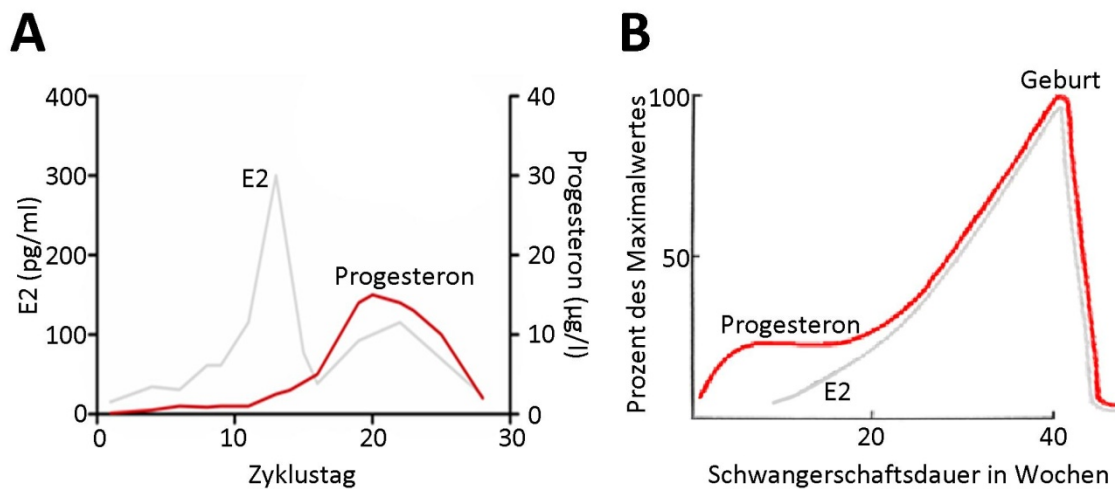 A
E2 (pg/ml)
400
300
200
100
0
E2
Progesteron
40
30
20
10
0
Progesteron (µg/l)
0
10
20
30
Zyklustag
B
Prozent des Maximalwertes
100
50
Geburt
Progesteron
E2
20
40
Schwangerschaftsdauer in Wochen